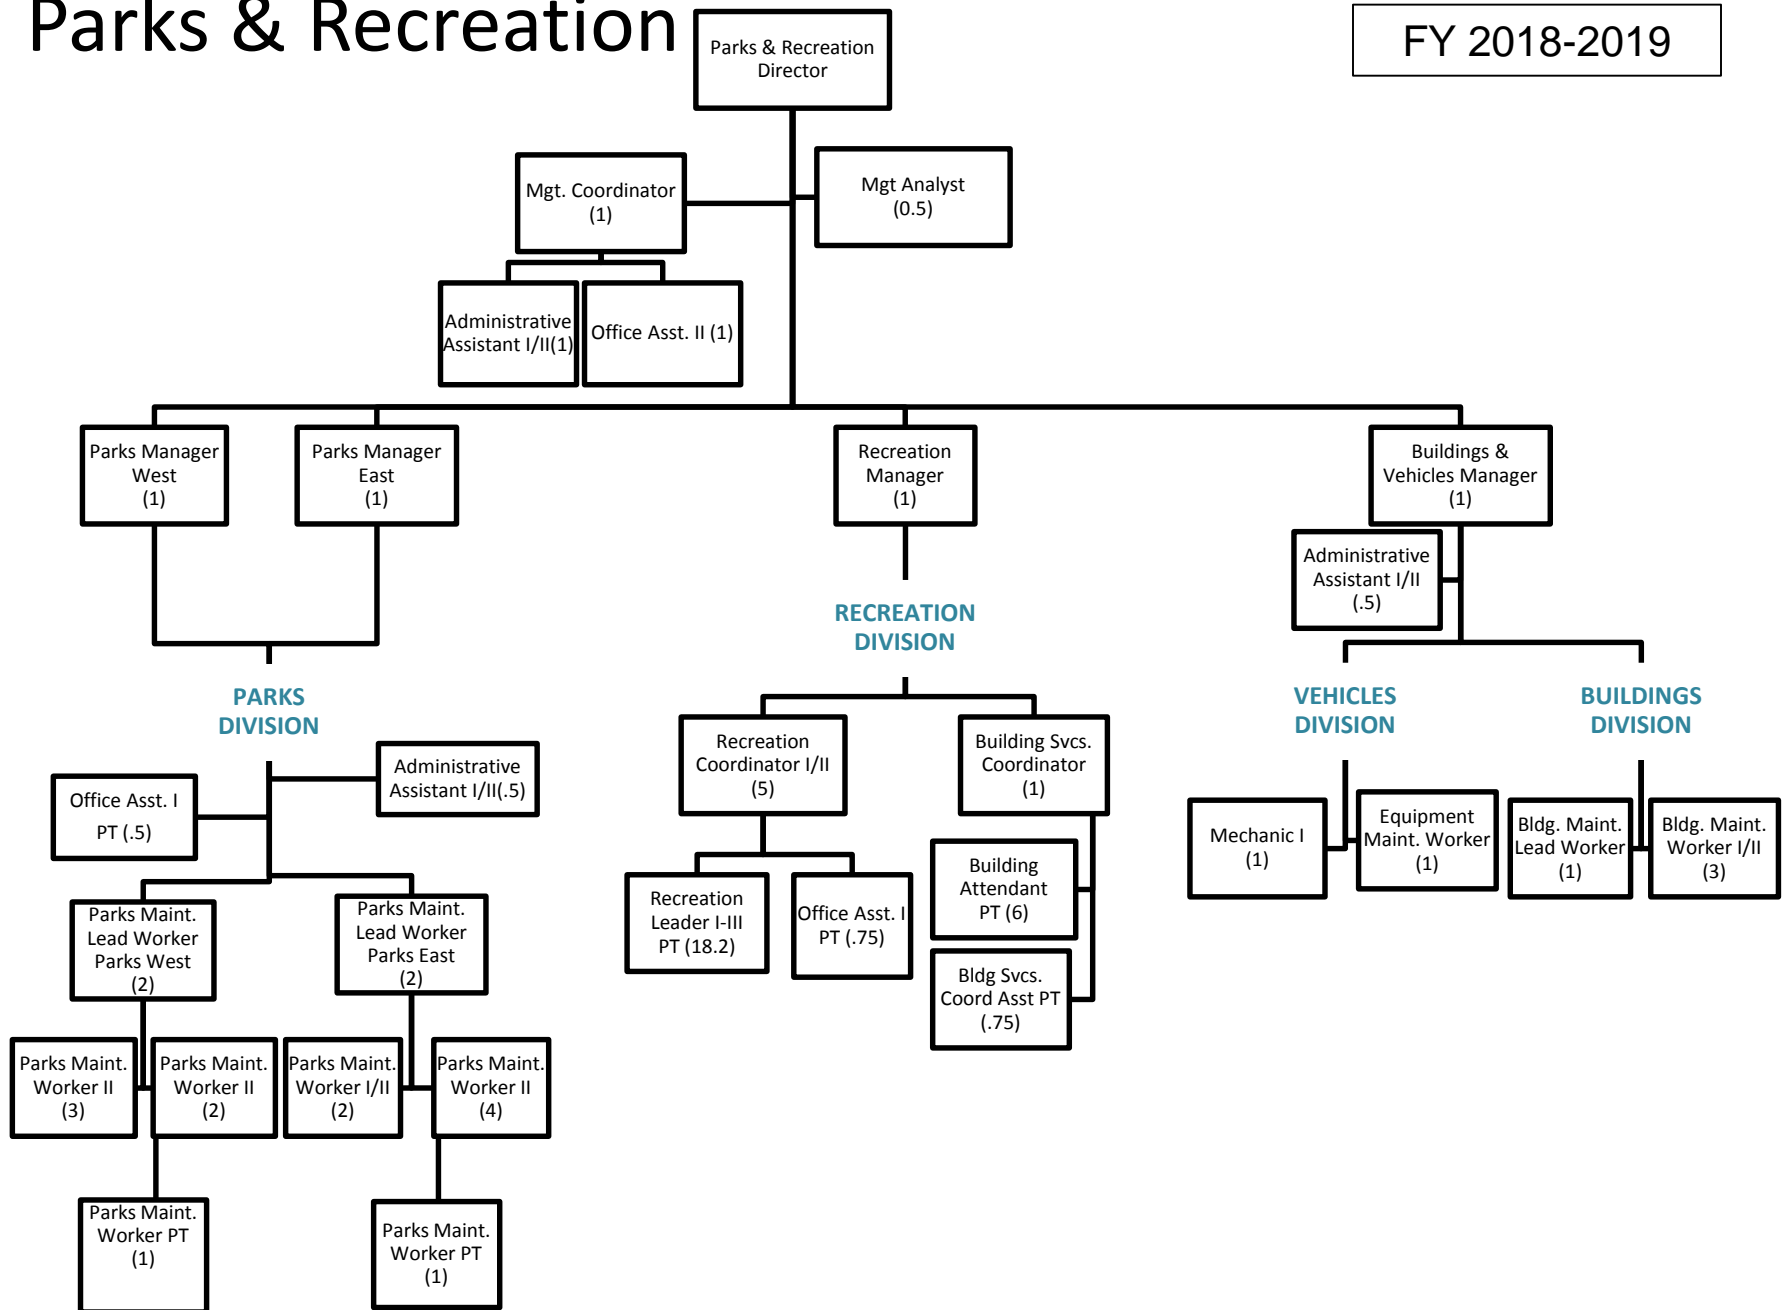 Parks & Recreation
FY 2018-2019
Parks & Recreation
Director
Mgt. Coordinator
(1)
Mgt Analyst
(0.5)
Administrative
Assistant I/II(1)
Office Asst. II (1)
Parks Manager
West
(1)
Parks Manager
East
(1)
Recreation
Manager
(1)
Buildings &
Vehicles Manager
(1)
Administrative
Assistant I/II
(.5)
PARKS
DIVISION
RECREATION
DIVISION
VEHICLES
DIVISION
BUILDINGS
DIVISION
Office Asst. I
PT (.5)
Administrative
Assistant I/II(.5)
Parks Maint.
Lead Worker
Parks West
(2)
Parks Maint.
Lead Worker
Parks East
(2)
Parks Maint.
Worker II
(3)
Parks Maint.
Worker II
(2)
Parks Maint.
Worker I/II
(2)
Parks Maint.
Worker II
(4)
Parks Maint.
Worker PT
(1)
Parks Maint.
Worker PT
(1)
Recreation
Coordinator I/II
(5)
Building Svcs.
Coordinator
(1)
Recreation
Leader I-III
PT (18.2)
Office Asst. I
PT (.75)
Building
Attendant
PT (6)
Bldg Svcs.
Coord Asst PT
(.75)
Mechanic I
(1)
Equipment
Maint. Worker
(1)
Bldg. Maint.
Lead Worker
(1)
Bldg. Maint.
Worker I/II
(3)